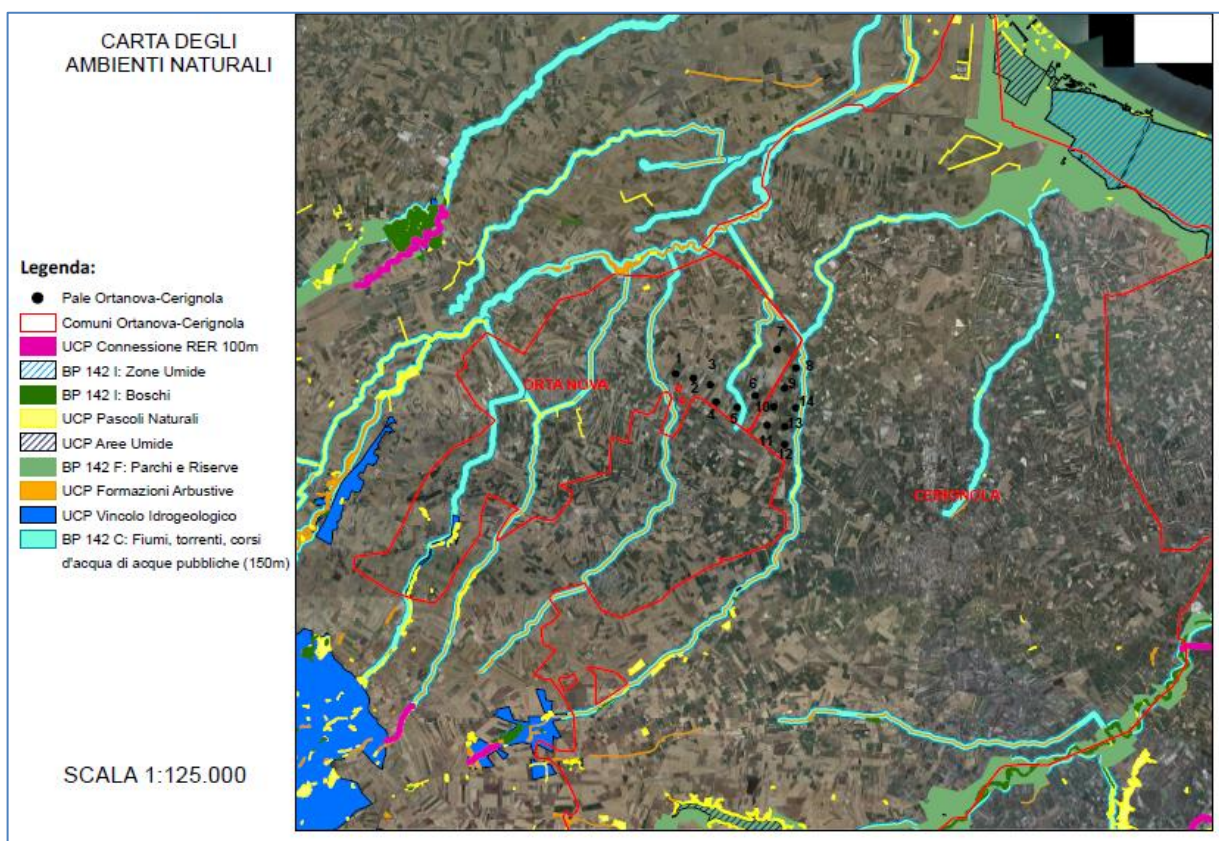 CARTA DEGLI
AMBIENTI NATURALI
Legenda:
Pale Ortanova-Cerignola
Comuni Ortanova-Cerignola
UCP Connessione RER 100m
BP 142 I: Zone Umide
BP 142 I: Boschi
UCP Pascoli Naturali
UCP Aree Umide
BP 142 F: Parchi e Riserve
UCP Formazioni Arbustive
UCP Vincolo Idrogeologico
BP 142 C: Fiumi, torrenti, corsi
d'acqua di acque pubbliche (150m)
SCALA 1:125.000
7
1
3
8
2
ORTA NOVA
6
9
4
5
10
14
11
13
12
CERIGNOLA